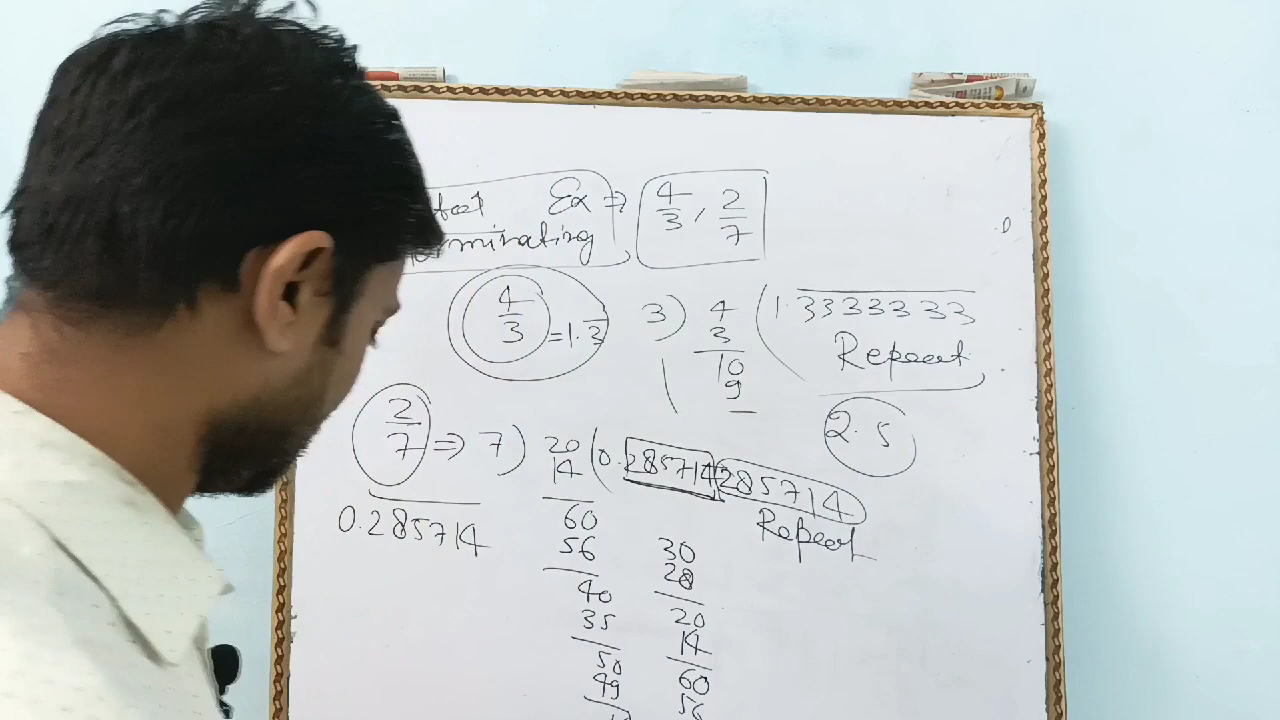 Ex ⇒ 4/3, 2/7
minating
4/3 = 1.3̅
3) 4 (1.3333333
3
10
9
Repeat
2.5
2/7 ⇒ 7) 20 (0.285714285714
14
Repeat
0.285714
60
56
40
35
50
49
30
28
20
14
60
56